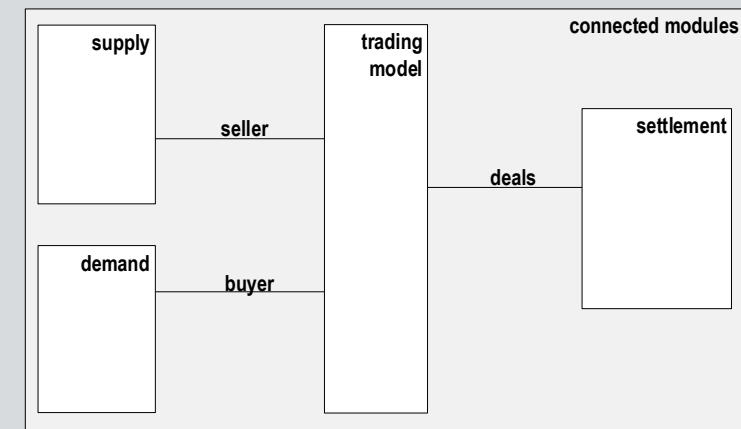 connected modules
supply
trading
model
seller
settlement
deals
demand
buyer